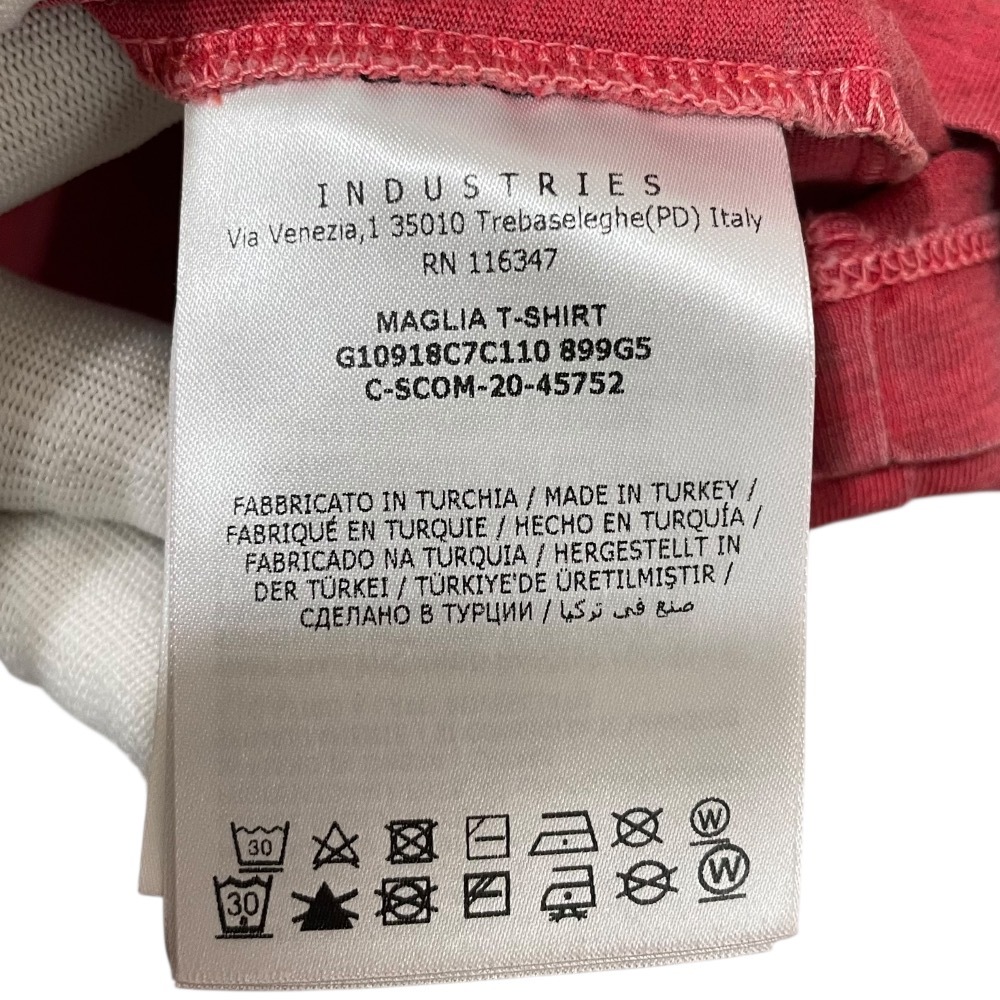 INDUSTRIES
Via Venezia,1 35010 Trebaseleghe(PD) Italy
RN 116347
MAGLIA T-SHIRT
G10918C7C110 899G5
C-SCOM-20-45752
FABBRICATO IN TURCHIA / MADE IN TURKEY /
FABRIQUÉ EN TURQUIE / HECHO EN TURQUÍA /
FABRICADO NA TURQUIA / HERGESTELLT IN
DER TÜRKEI / TÜRKIYE'DE ÜRETILMIŞTIR /
СДЕЛАНО В ТУРЦИИ / صنع في تركيا
30 W
30 W